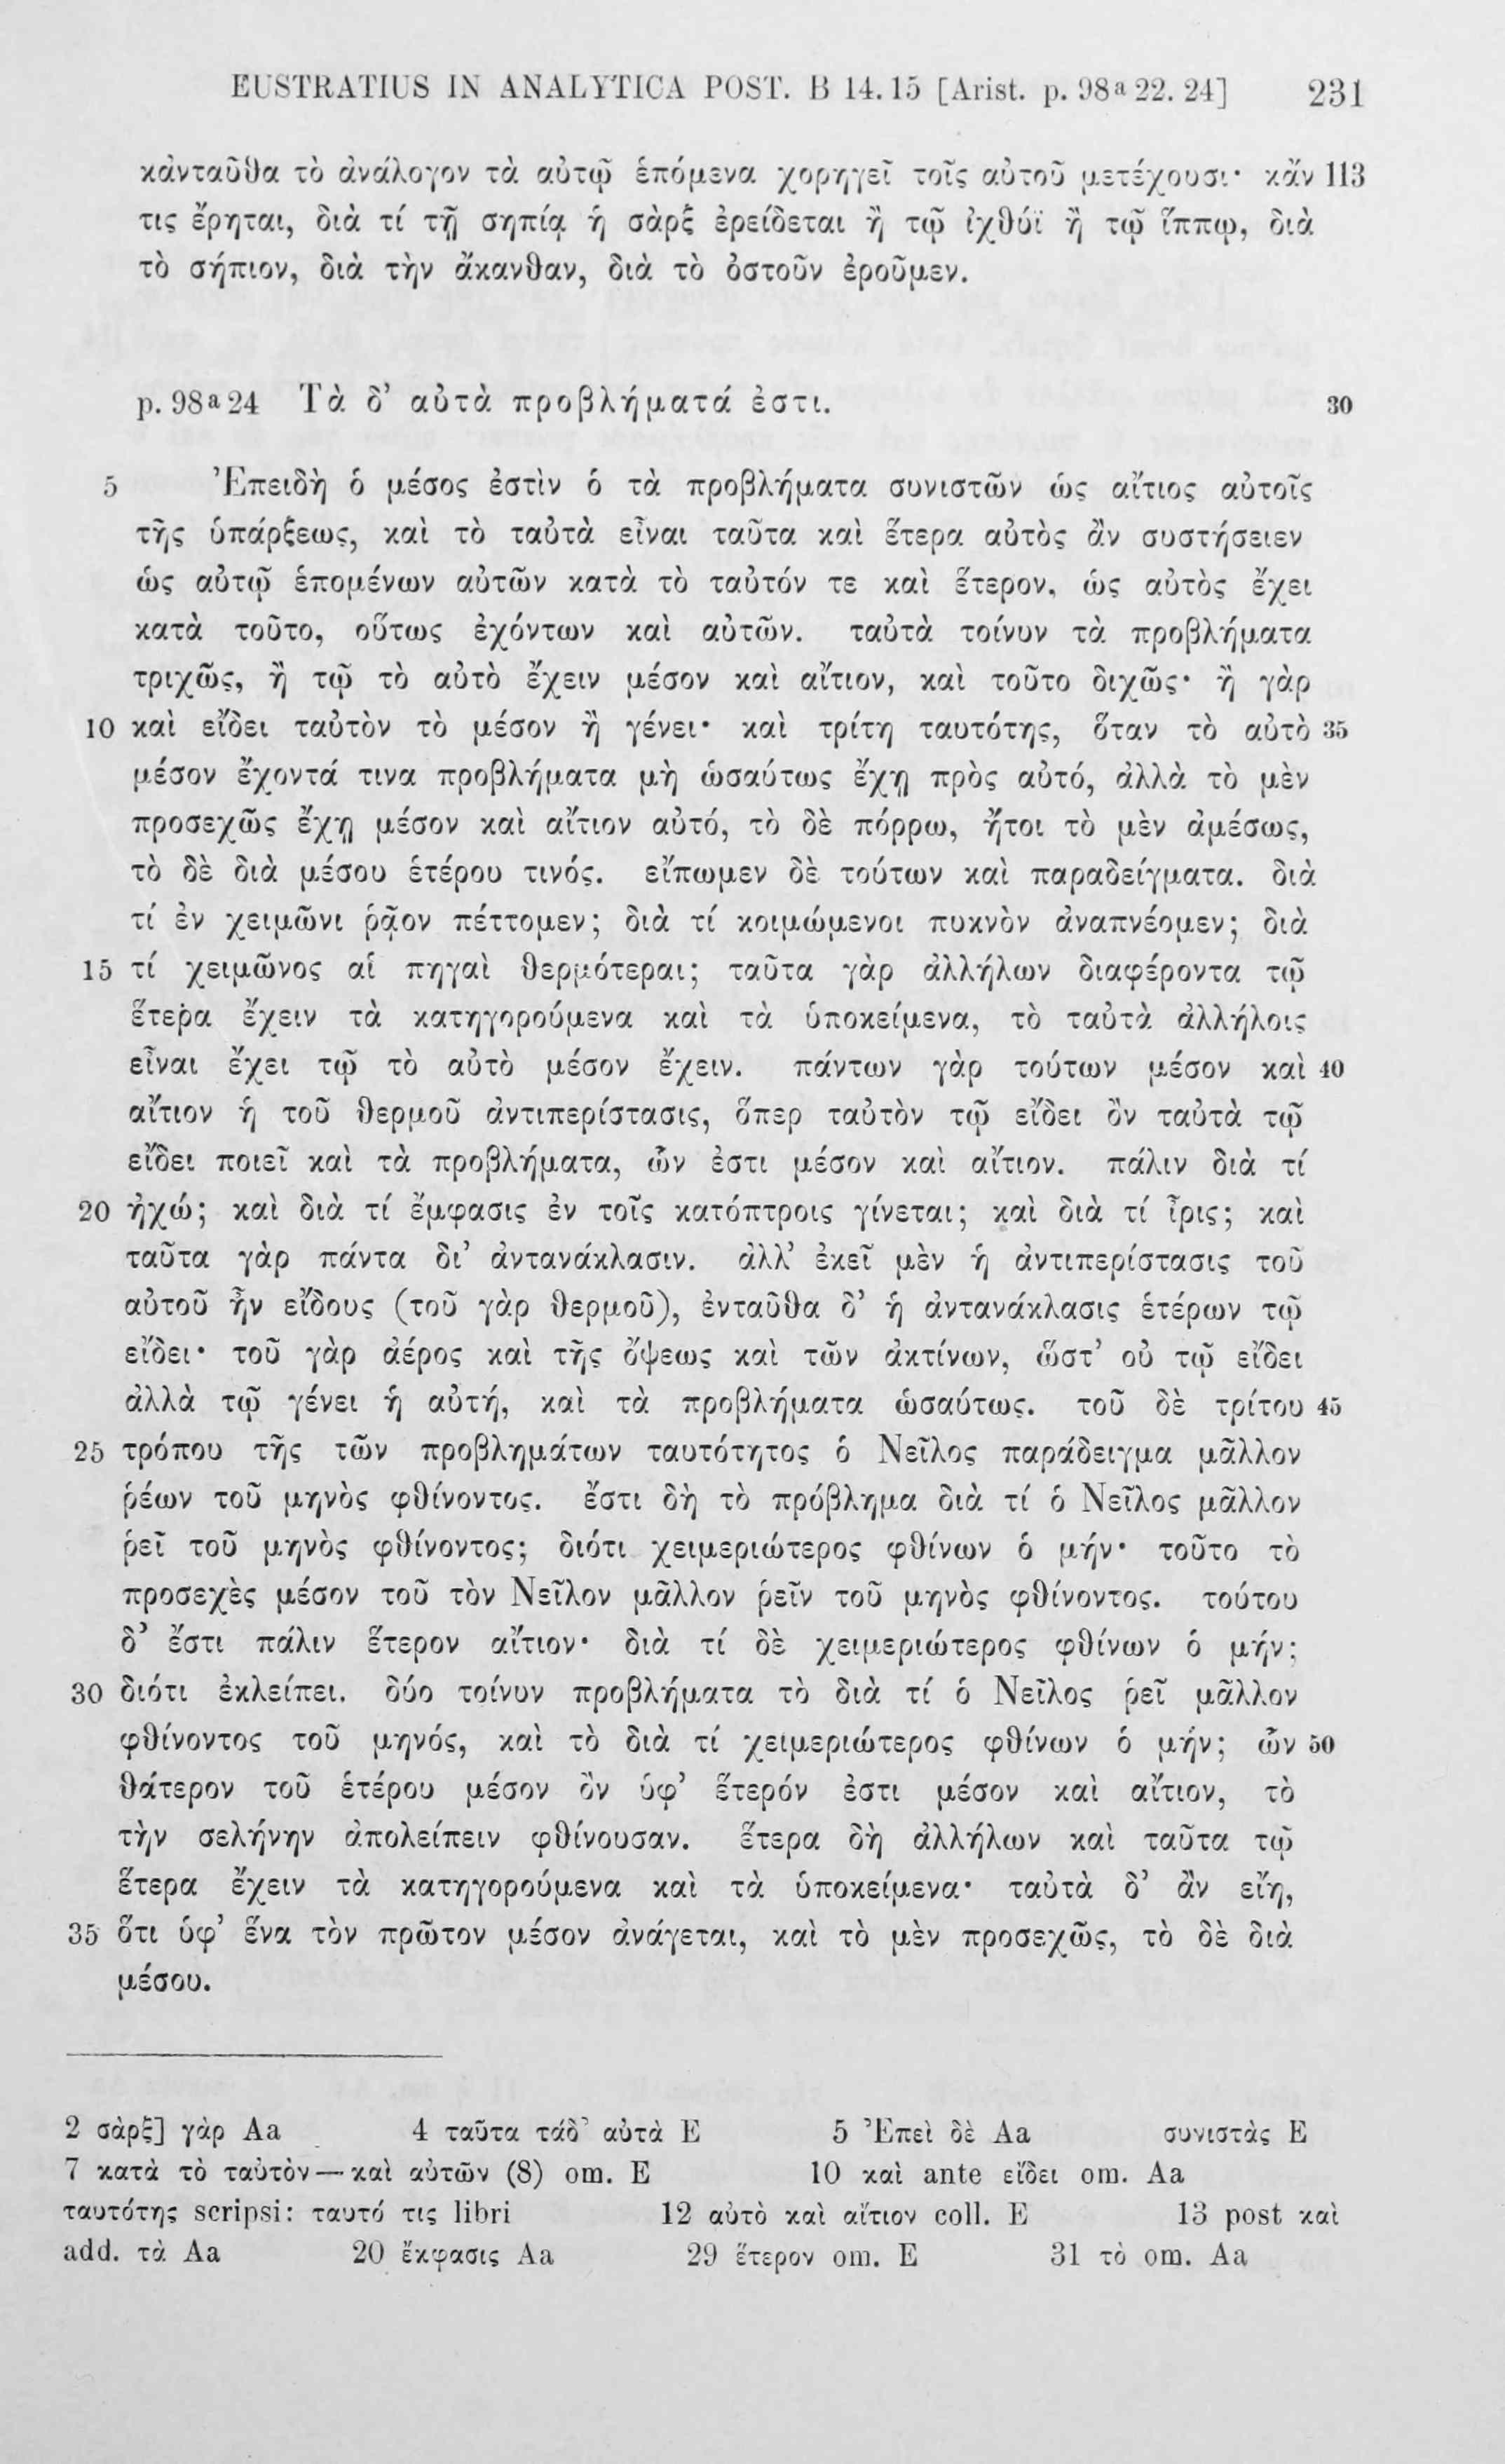 EUSTRATIUS IN ANALYTICA POST. B 14. 15 [Arist. p. 98ª 22. 24] 231
κἀνταῦθα τὸ ἀνάλογον τὰ αὐτῷ ἑπόμενα χορηγεῖ τοῖς αὐτοῦ μετέχουσι· κἄν 113
τις ἔρηται, διὰ τί τῇ σηπίᾳ ἡ σὰρξ ἐρείδεται ἢ τῷ ἰχθύϊ ἢ τῷ ἵππῳ, διὰ
τὸ σήπιον, διὰ τὴν ἄκανθαν, διὰ τὸ ὀστοῦν ἐροῦμεν.
p. 98ª 24 Τὰ δ’ αὐτὰ προβλήματά ἐστι. 30
5 Ἐπειδὴ ὁ μέσος ἐστὶν ὁ τὰ προβλήματα συνιστῶν ὡς αἴτιος αὐτοῖς
τῆς ὑπάρξεως, καὶ τὸ ταὐτὰ εἶναι ταῦτα καὶ ἕτερα αὐτὸς ἂν συστήσειεν
ὡς αὐτῷ ἑπομένων αὐτῶν κατὰ τὸ ταὐτόν τε καὶ ἕτερον, ὡς αὐτὸς ἔχει
κατὰ τοῦτο, οὕτως ἐχόντων καὶ αὐτῶν. ταὐτὰ τοίνυν τὰ προβλήματα
τριχῶς, ἢ τῷ τὸ αὐτὸ ἔχειν μέσον καὶ αἴτιον, καὶ τοῦτο διχῶς· ἢ γὰρ
10 καὶ εἴδει ταὐτὸν τὸ μέσον ἢ γένει· καὶ τρίτη ταυτότης, ὅταν τὸ αὐτὸ 35
μέσον ἔχοντά τινα προβλήματα μὴ ὡσαύτως ἔχῃ πρὸς αὐτό, ἀλλὰ τὸ μὲν
προσεχῶς ἔχῃ μέσον καὶ αἴτιον αὐτό, τὸ δὲ πόρρω, ἤτοι τὸ μὲν ἀμέσως,
τὸ δὲ διὰ μέσου ἑτέρου τινός. εἴπωμεν δὲ τούτων καὶ παραδείγματα. διὰ
τί ἐν χειμῶνι ῥᾷον πέττομεν; διὰ τί κοιμώμενοι πυκνὸν ἀναπνέομεν; διὰ
15 τί χειμῶνος αἱ πηγαὶ θερμότεραι; ταῦτα γὰρ ἀλλήλων διαφέροντα τῷ
ἕτερα ἔχειν τὰ κατηγορούμενα καὶ τὰ ὑποκείμενα, τὸ ταὐτὰ ἀλλήλοις
εἶναι ἔχει τῷ τὸ αὐτὸ μέσον ἔχειν. πάντων γὰρ τούτων μέσον καὶ 40
αἴτιον ἡ τοῦ θερμοῦ ἀντιπερίστασις, ὅπερ ταὐτὸν τῷ εἴδει ὂν ταὐτὰ τῷ
εἴδει ποιεῖ καὶ τὰ προβλήματα, ὧν ἐστι μέσον καὶ αἴτιον. πάλιν διὰ τί
20 ἠχώ; καὶ διὰ τί ἔμφασις ἐν τοῖς κατόπτροις γίνεται; καὶ διὰ τί ἶρις; καὶ
ταῦτα γὰρ πάντα δι’ ἀντανάκλασιν. ἀλλ’ ἐκεῖ μὲν ἡ ἀντιπερίστασις τοῦ
αὐτοῦ ἦν εἴδους (τοῦ γὰρ θερμοῦ), ἐνταῦθα δ’ ἡ ἀντανάκλασις ἑτέρων τῷ
εἴδει· τοῦ γὰρ ἀέρος καὶ τῆς ὄψεως καὶ τῶν ἀκτίνων, ὥστ’ οὐ τῷ εἴδει
ἀλλὰ τῷ γένει ἡ αὐτή, καὶ τὰ προβλήματα ὡσαύτως. τοῦ δὲ τρίτου 45
25 τρόπου τῆς τῶν προβλημάτων ταυτότητος ὁ Νεῖλος παράδειγμα μᾶλλον
ῥέων τοῦ μηνὸς φθίνοντος. ἔστι δὴ τὸ πρόβλημα διὰ τί ὁ Νεῖλος μᾶλλον
ῥεῖ τοῦ μηνὸς φθίνοντος; διότι χειμεριώτερος φθίνων ὁ μήν· τοῦτο τὸ
προσεχὲς μέσον τοῦ τὸν Νεῖλον μᾶλλον ῥεῖν τοῦ μηνὸς φθίνοντος. τούτου
δ’ ἔστι πάλιν ἕτερον αἴτιον· διὰ τί δὲ χειμεριώτερος φθίνων ὁ μήν;
30 διότι ἐκλείπει. δύο τοίνυν προβλήματα τὸ διὰ τί ὁ Νεῖλος ῥεῖ μᾶλλον
φθίνοντος τοῦ μηνός, καὶ τὸ διὰ τί χειμεριώτερος φθίνων ὁ μήν; ὧν 50
θάτερον τοῦ ἑτέρου μέσον ὂν ὑφ’ ἕτερόν ἐστι μέσον καὶ αἴτιον, τὸ
τὴν σελήνην ἀπολείπειν φθίνουσαν. ἕτερα δὴ ἀλλήλων καὶ ταῦτα τῷ
ἕτερα ἔχειν τὰ κατηγορούμενα καὶ τὰ ὑποκείμενα· ταὐτὰ δ’ ἂν εἴη,
35 ὅτι ὑφ’ ἕνα τὸν πρῶτον μέσον ἀνάγεται, καὶ τὸ μὲν προσεχῶς, τὸ δὲ διὰ
μέσου.
2 σὰρξ] γὰρ Aa 4 ταῦτα τάδ’ αὐτὰ E 5 Ἐπεὶ δὲ Aa συνιστὰς E
7 κατὰ τὸ ταὐτὸν — καὶ αὐτῶν (8) om. E 10 καὶ ante εἴδει om. Aa
ταυτότης scripsi: ταυτό τις libri 12 αὐτὸ καὶ αἴτιον coll. E 13 post καὶ
add. τὰ Aa 20 ἔκφασις Aa 29 ἕτερον om. E 31 τὸ om. Aa